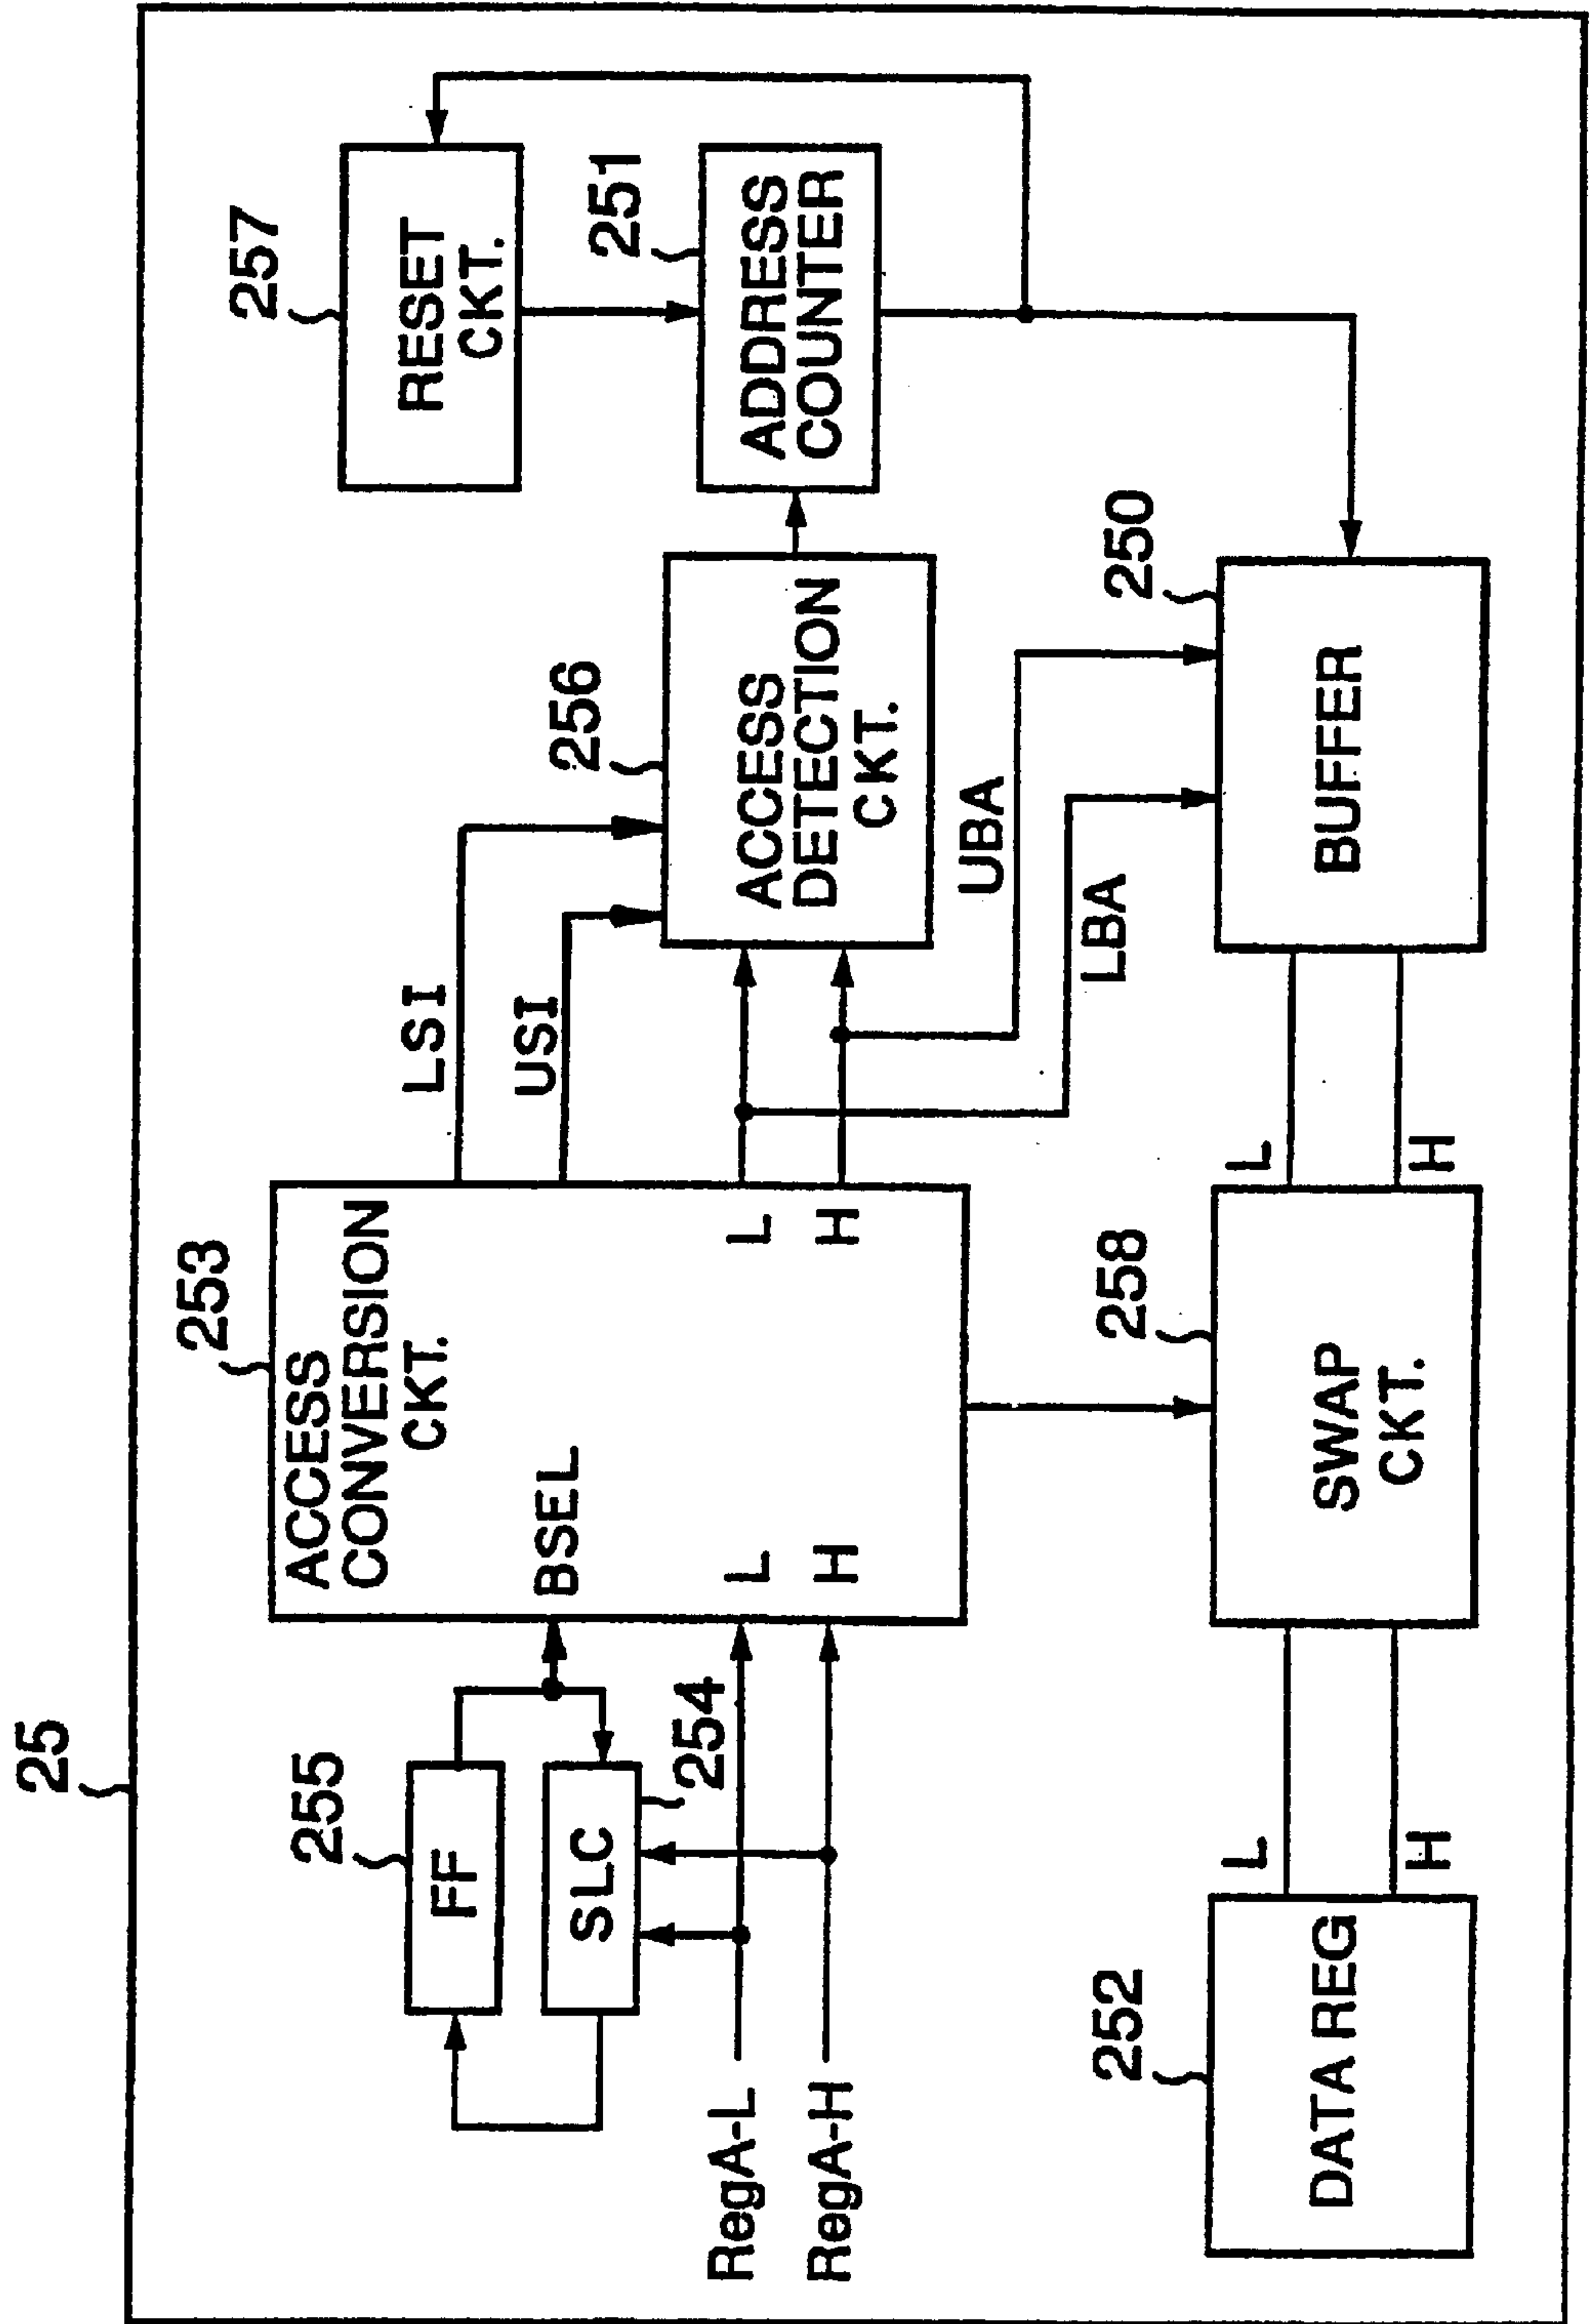 25
257
RESET
CKT.
251
ADDRESS
COUNTER
256
ACCESS
DETECTION
CKT.
LSI
USI
253
ACCESS
CONVERSION
CKT.
BSEL
L
H
L
H
255
FF
SLC
254
RegA-L
RegA-H
UBA
LBA
250
BUFFER
L
H
258
SWAP
CKT.
L
H
252
DATA REG